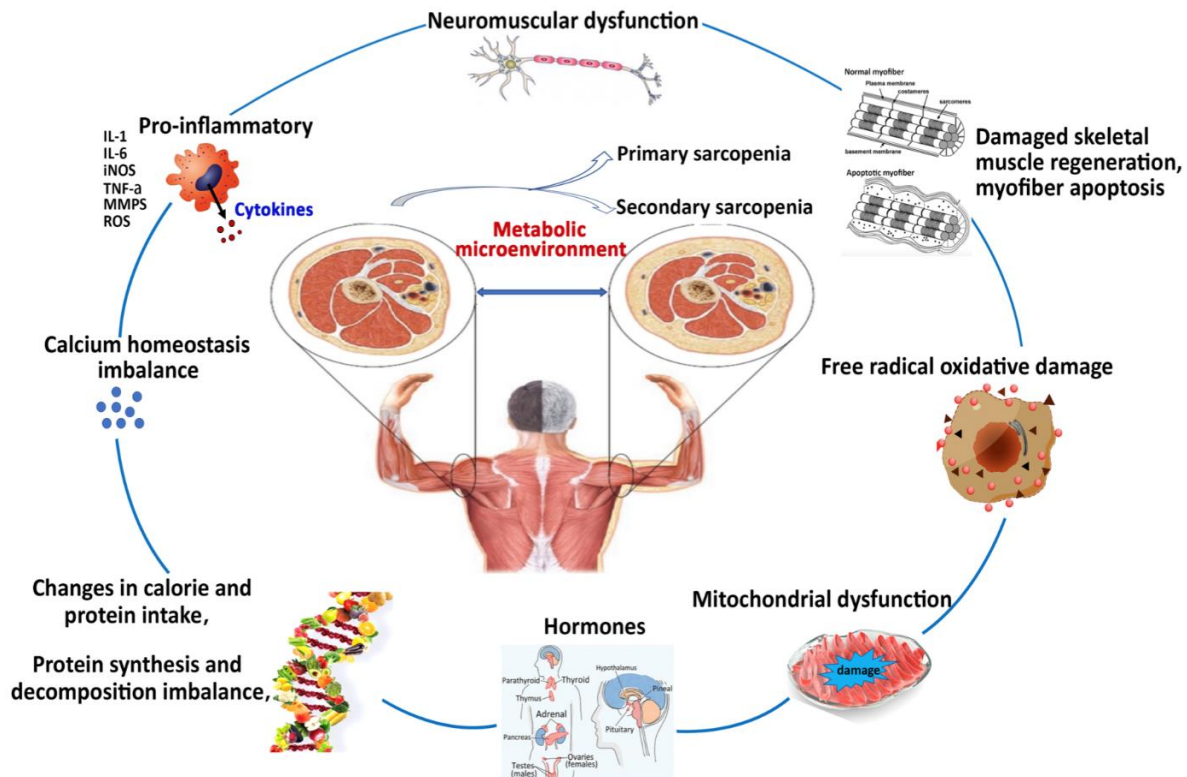 Neuromuscular dysfunction
Normal myofiber
Plasma membrane
costameres
sarcomeres
basement membrane
Apoptotic myofiber
Damaged skeletal
muscle regeneration,
myofiber apoptosis
Pro-inflammatory
IL-1
IL-6
iNOS
TNF-a
MMPS
ROS
Cytokines
Primary sarcopenia
Secondary sarcopenia
Metabolic
microenvironment
Calcium homeostasis
imbalance
Free radical oxidative damage
Changes in calorie and
protein intake,
Protein synthesis and
decomposition imbalance,
Hormones
Parathyroid
Thyroid
Thymus
Adrenal
Pancreas
Testes
(males)
Ovaries
(females)
Hypothalamus
Pineal
Pituitary
Mitochondrial dysfunction
damage